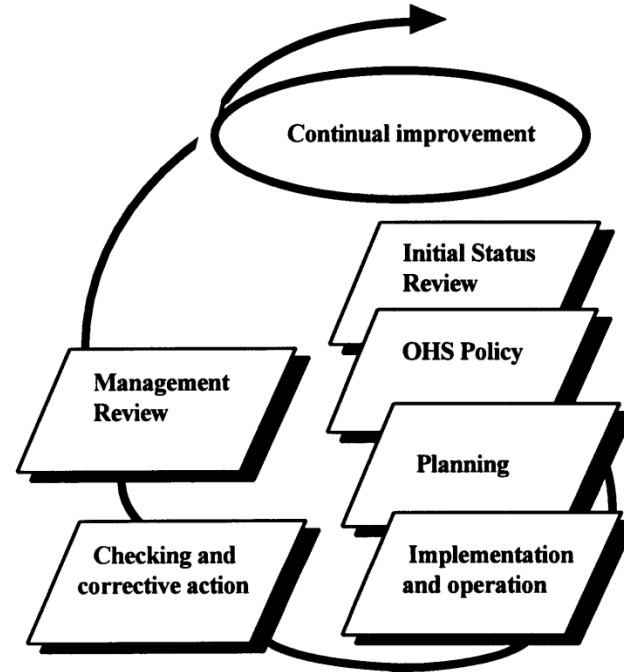 Continual improvement
Initial Status
Review
OHS Policy
Planning
Implementation
and operation
Checking and
corrective action
Management
Review